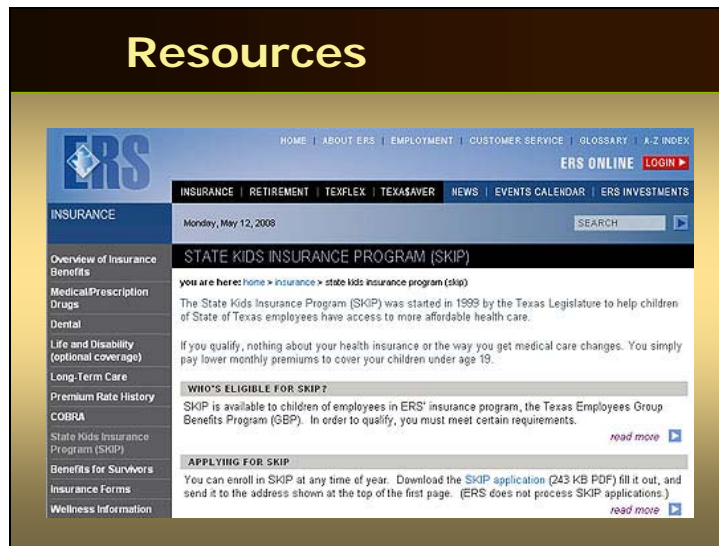 Resources
ERS
HOME | ABOUT ERS | EMPLOYMENT | CUSTOMER SERVICE | GLOSSARY | A-Z INDEX
ERS ONLINE LOGIN
INSURANCE | RETIREMENT | TEXFLEX | TEXA$AVER NEWS | EVENTS CALENDAR | ERS INVESTMENTS
INSURANCE
Monday, May 12, 2008
SEARCH
Overview of Insurance
Benefits
Medical/Prescription
Drugs
Dental
Life and Disability
(optional coverage)
Long-Term Care
Premium Rate History
COBRA
State Kids Insurance
Program (SKIP)
Benefits for Survivors
Insurance Forms
Wellness Information
STATE KIDS INSURANCE PROGRAM (SKIP)
you are here: home > insurance > state kids insurance program (skip)
The State Kids Insurance Program (SKIP) was started in 1999 by the Texas Legislature to help children
of State of Texas employees have access to more affordable health care.
If you qualify, nothing about your health insurance or the way you get medical care changes. You simply
pay lower monthly premiums to cover your children under age 19.
WHO'S ELIGIBLE FOR SKIP?
SKIP is available to children of employees in ERS' insurance program, the Texas Employees Group
Benefits Program (GBP). In order to qualify, you must meet certain requirements.
read more
APPLYING FOR SKIP
You can enroll in SKIP at any time of year. Download the SKIP application (243 KB PDF) fill it out, and
send it to the address shown at the top of the first page. (ERS does not process SKIP applications.)
read more